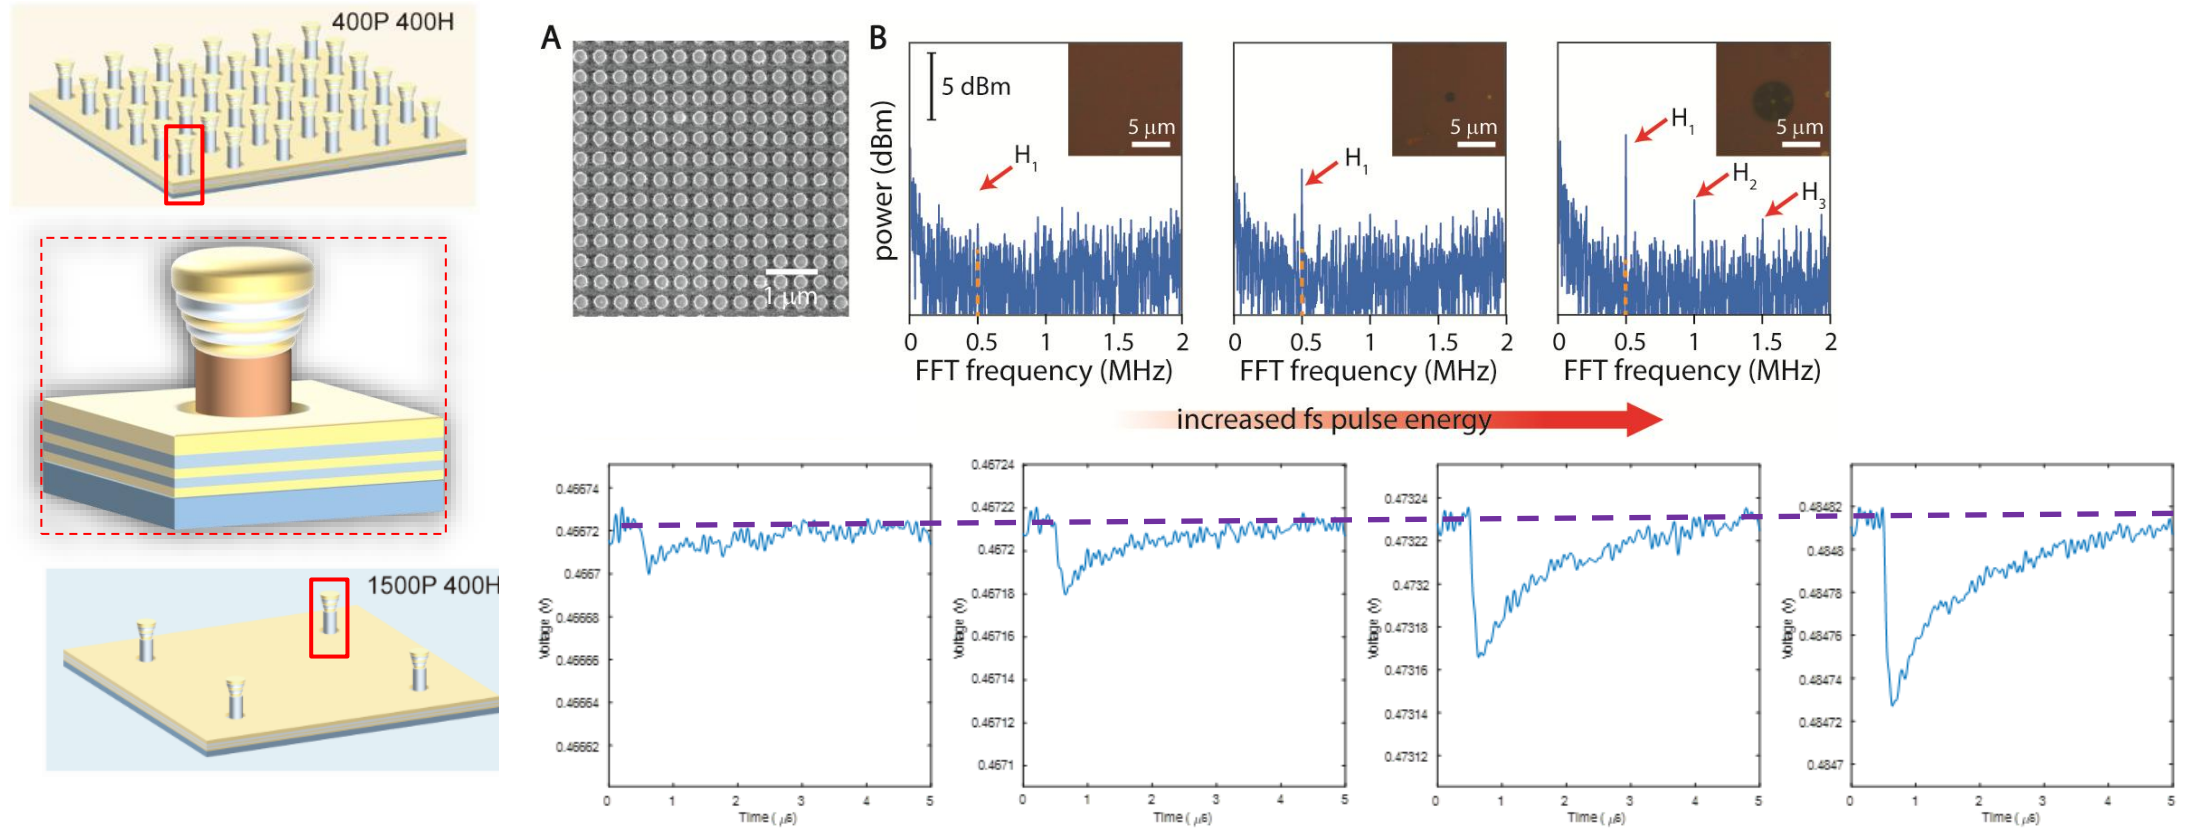 400P 400H
1500P 400H
A
1 μm
B
power (dBm)
5 dBm
H1
5 μm
0 0.5 1 1.5 2
FFT frequency (MHz)
H1
5 μm
0 0.5 1 1.5 2
FFT frequency (MHz)
H1
H2
H3
5 μm
0 0.5 1 1.5 2
FFT frequency (MHz)
increased fs pulse energy
Voltage (V)
0.46674
0.46672
0.4667
0.46668
0.46666
0.46664
0.46662
0 1 2 3 4 5
Time ( μs)
Voltage (V)
0.46724
0.46722
0.4672
0.46718
0.46716
0.46714
0.46712
0.4671
0 1 2 3 4 5
Time ( μs)
Voltage (V)
0.47324
0.47322
0.4732
0.47318
0.47316
0.47314
0.47312
0 1 2 3 4 5
Time ( μs)
Voltage (V)
0.48482
0.4848
0.48478
0.48476
0.48474
0.48472
0.4847
0 1 2 3 4 5
Time ( μs)